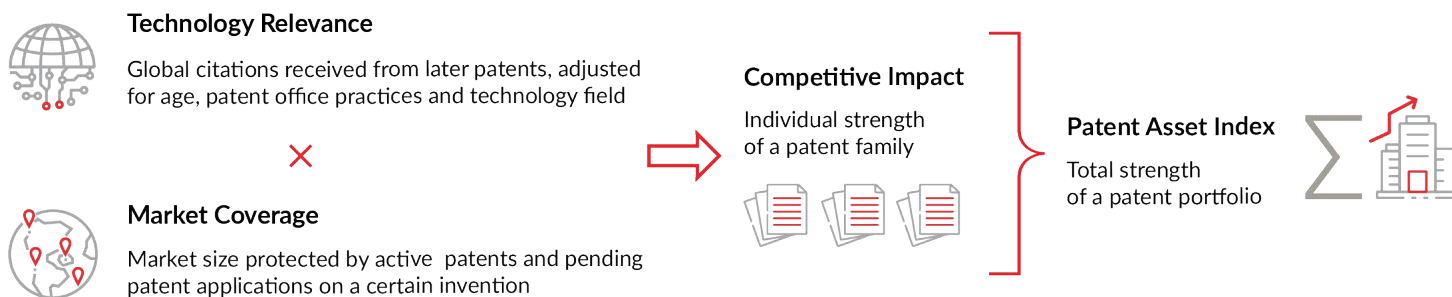 Technology Relevance
Global citations received from later patents, adjusted
for age, patent office practices and technology field
×
Market Coverage
Market size protected by active  patents and pending
patent applications on a certain invention
Competitive Impact
Individual strength
of a patent family
Patent Asset Index
Total strength
of a patent portfolio
Σ